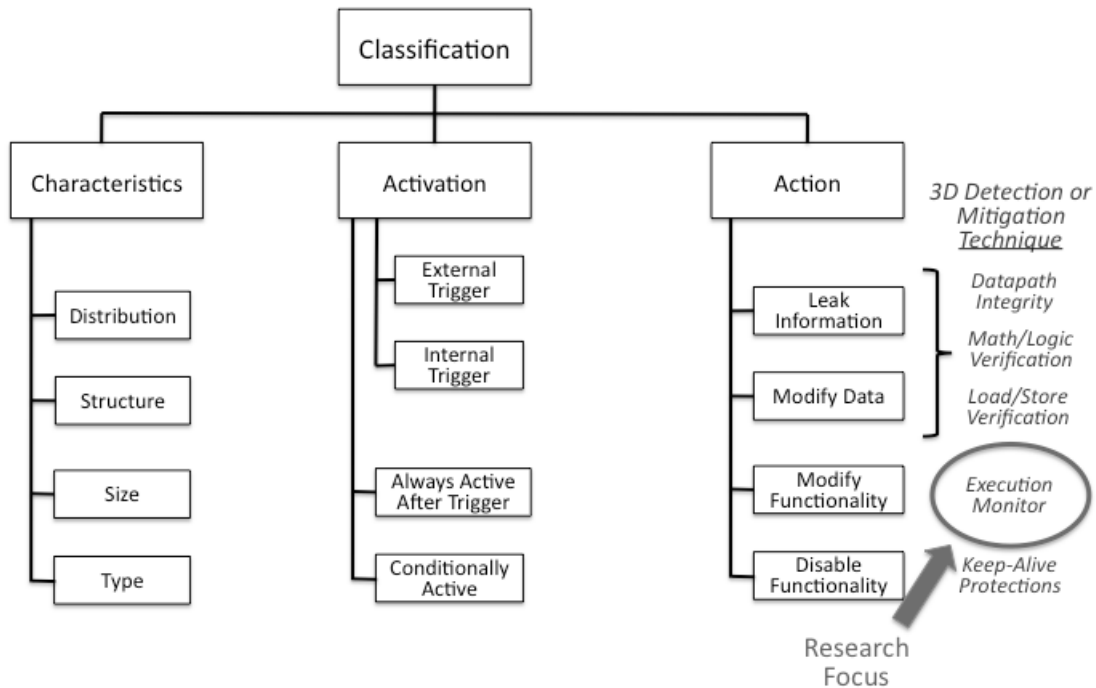 Classification
Characteristics
Activation
Action
3D Detection or
Mitigation
Technique
Distribution
Structure
Size
Type
External
Trigger
Internal
Trigger
Always Active
After Trigger
Conditionally
Active
Leak
Information
Modify Data
Modify
Functionality
Disable
Functionality
Datapath
Integrity
Math/Logic
Verification
Load/Store
Verification
Execution
Monitor
Keep-Alive
Protections
Research
Focus